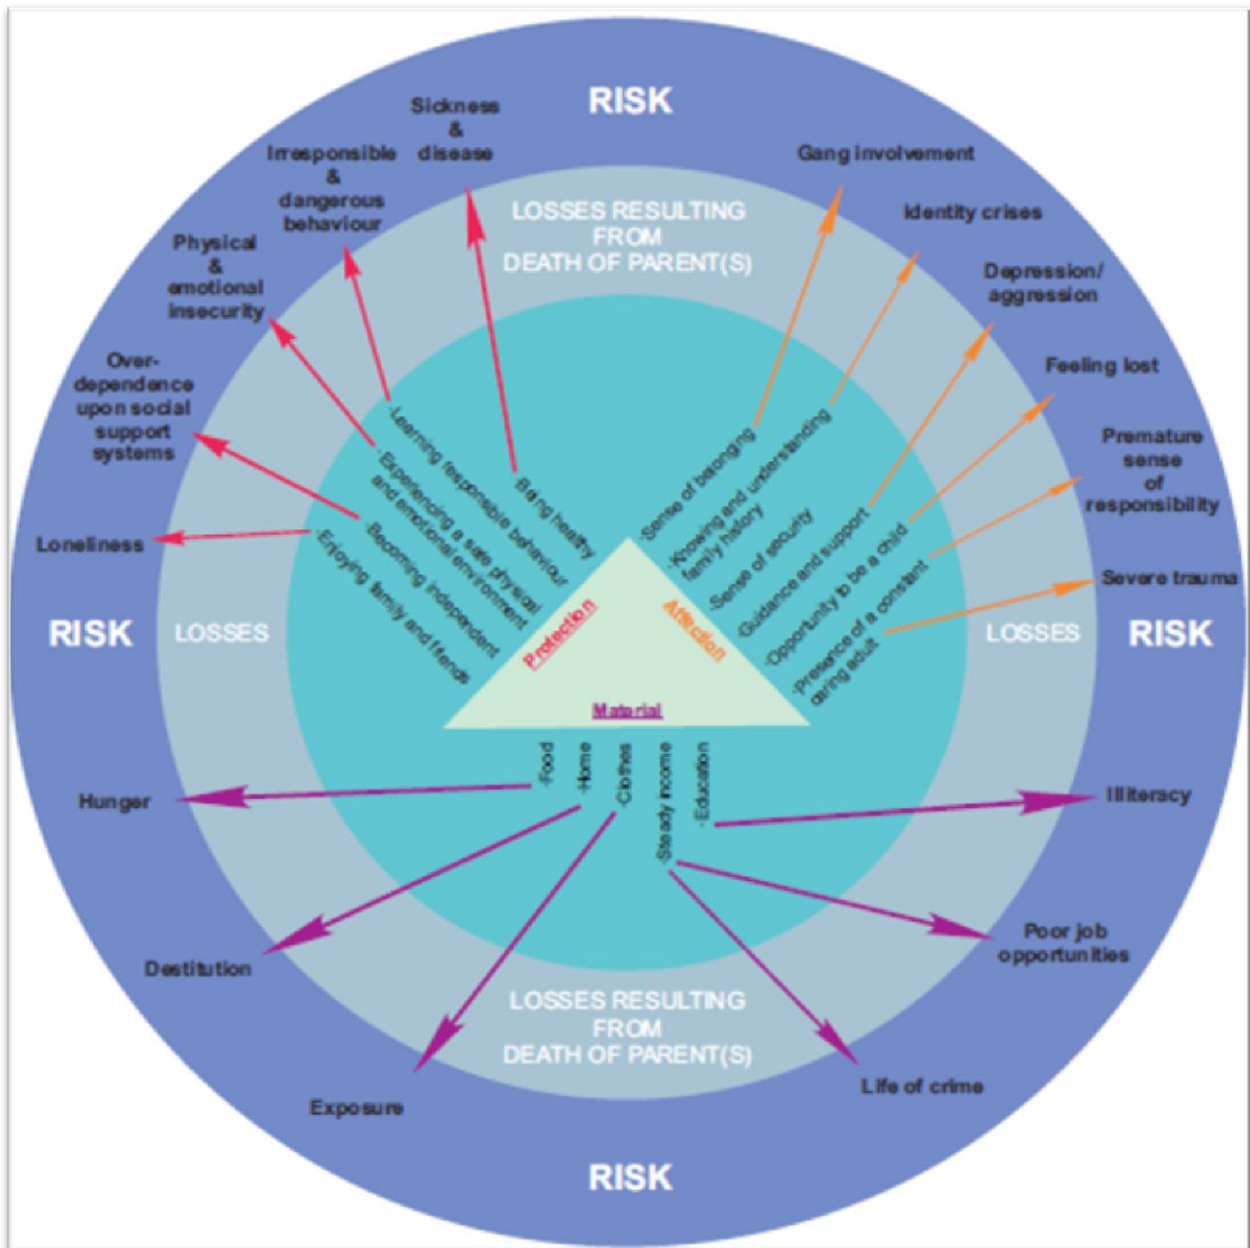 RISK
Sickness
&
disease
Irresponsible
&
dangerous
behaviour
Physical
&
emotional
insecurity
Over-
dependence
upon social
support
systems
Loneliness
RISK
LOSSES
LOSSES RESULTING
FROM
DEATH OF PARENT(S)
Gang involvement
Identity crises
Depression/
aggression
Feeling lost
Premature
sense
of
responsibility
Severe trauma
RISK
LOSSES
·Being healthy
·Learning responsible behaviour
·Experiencing a safe physical
and emotional environment
·Becoming independent
·Enjoying family and friends
Protection
·Sense of belonging
·Knowing and understanding
family history
·Sense of security
·Guidance and support
·Opportunity to be a child
·Presence of a constant
caring adult
Affection
Material
·Food
·Home
·Clothes
·Steady income
·Education
Hunger
Destitution
Exposure
Illiteracy
Poor job
opportunities
Life of crime
LOSSES RESULTING
FROM
DEATH OF PARENT(S)
RISK